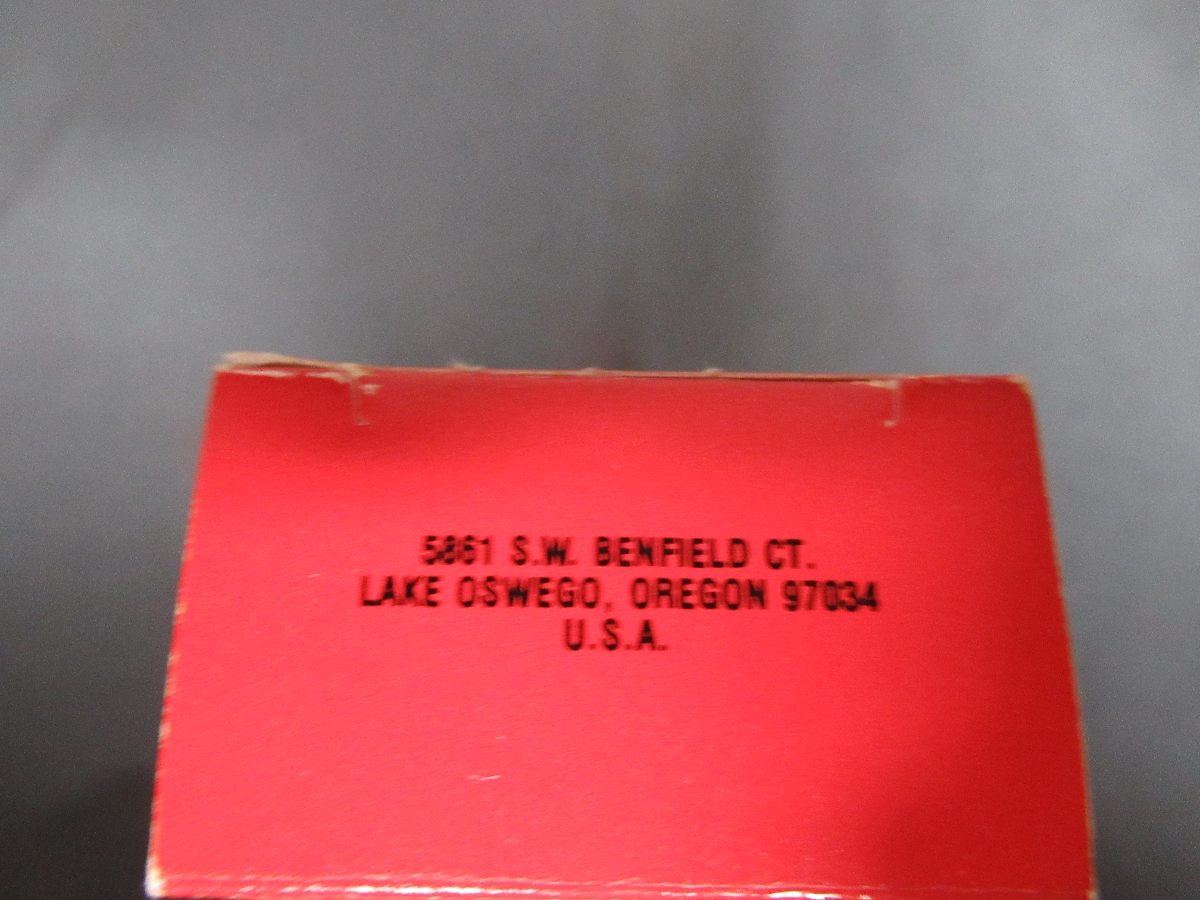 5861 S.W. BENFIELD CT.
LAKE OSWEGO, OREGON 97034
U.S.A.